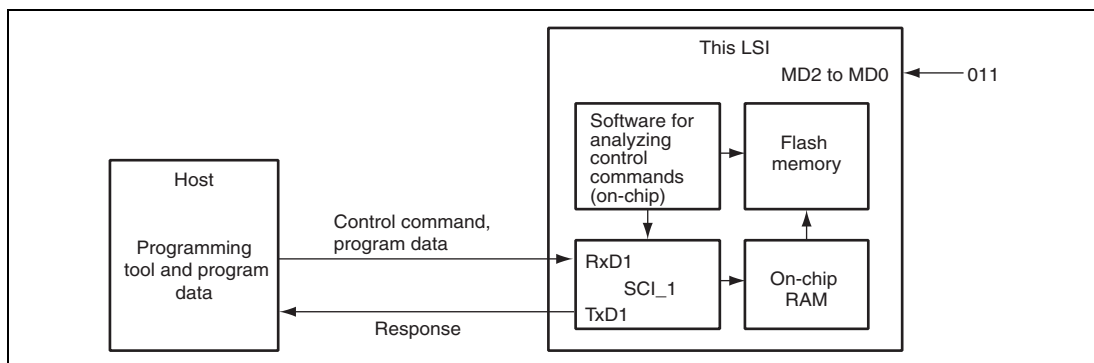 This LSI
MD2 to MD0
011
Software for
analyzing
control
commands
(on-chip)
Flash
memory
Host
Programming
tool and program
data
Control command,
program data
RxD1
SCI_1
TxD1
On-chip
RAM
Response